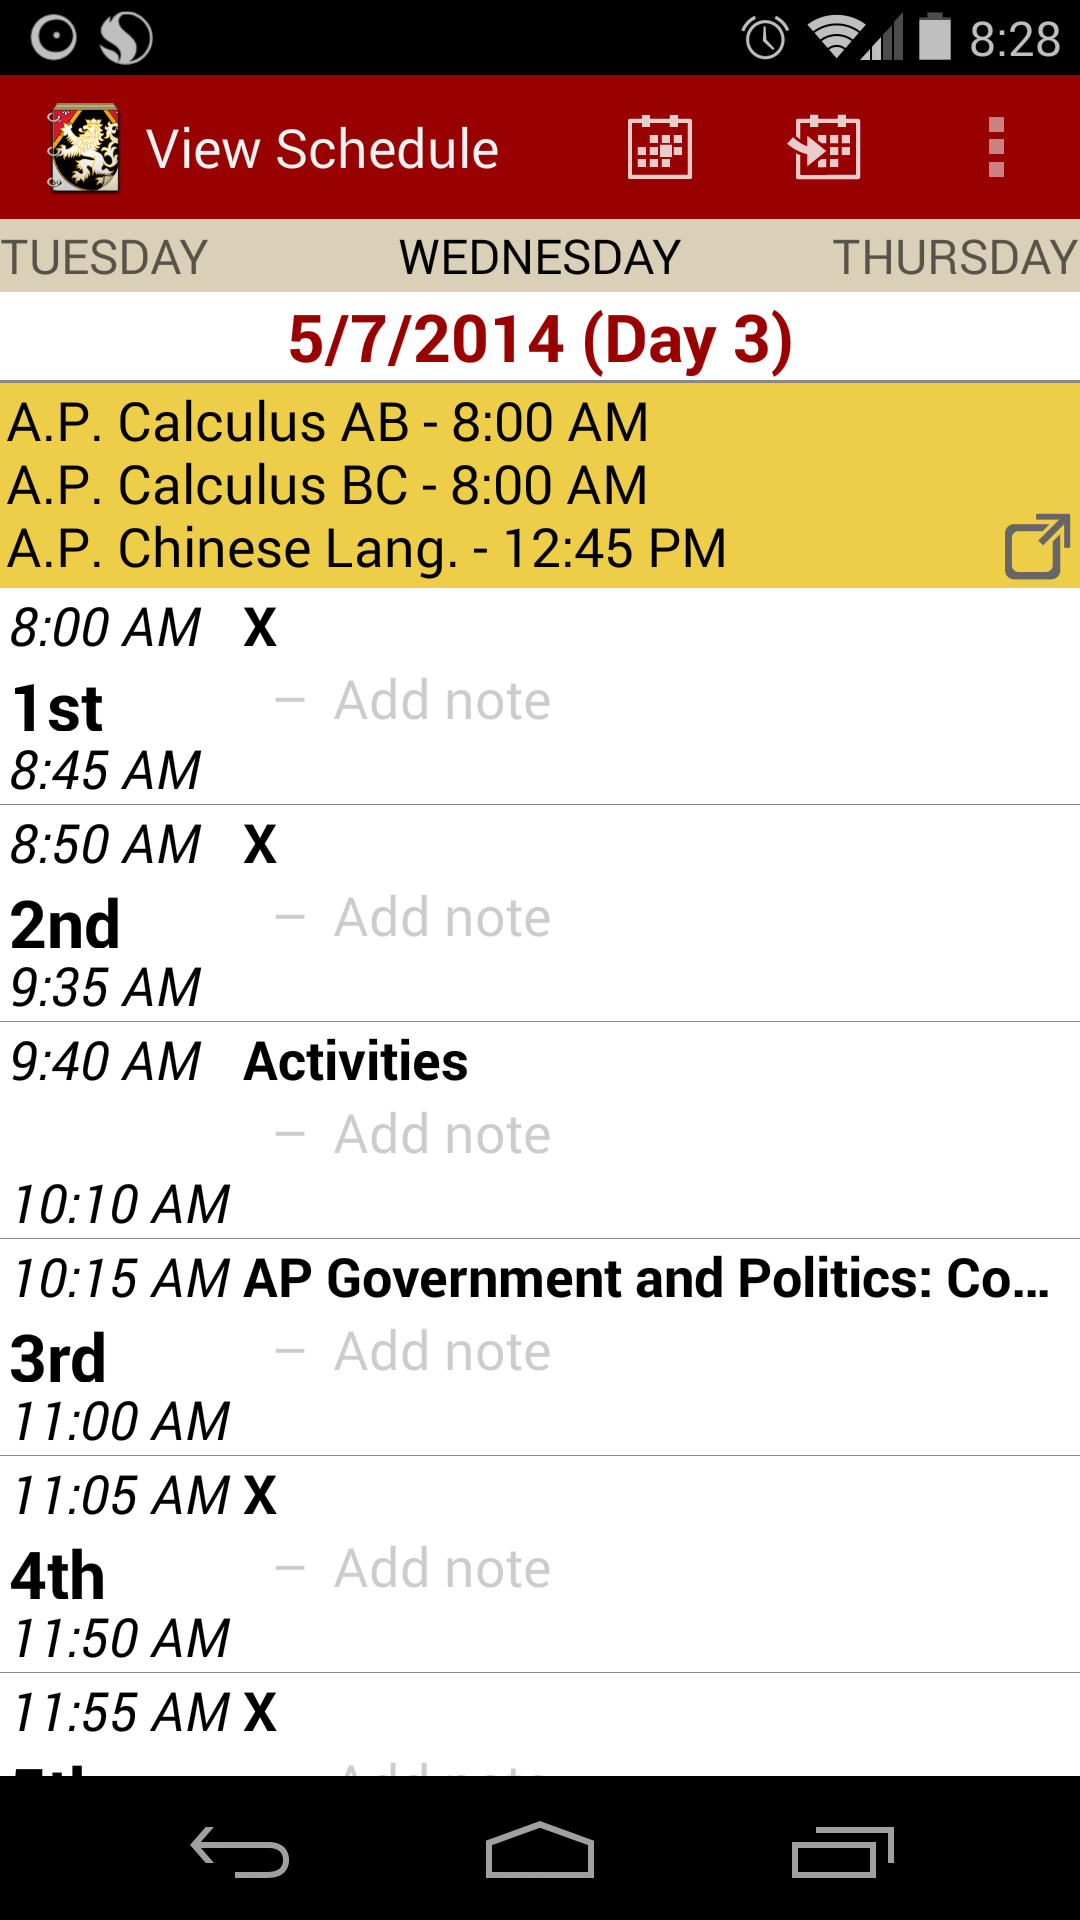 8:28
View Schedule
TUESDAY WEDNESDAY THURSDAY
5/7/2014 (Day 3)
A.P. Calculus AB - 8:00 AM
A.P. Calculus BC - 8:00 AM
A.P. Chinese Lang. - 12:45 PM
8:00 AM X
1st – Add note
8:45 AM
8:50 AM X
2nd – Add note
9:35 AM
9:40 AM Activities
– Add note
10:10 AM
10:15 AM AP Government and Politics: Co...
3rd – Add note
11:00 AM
11:05 AM X
4th – Add note
11:50 AM
11:55 AM X
5th Add note